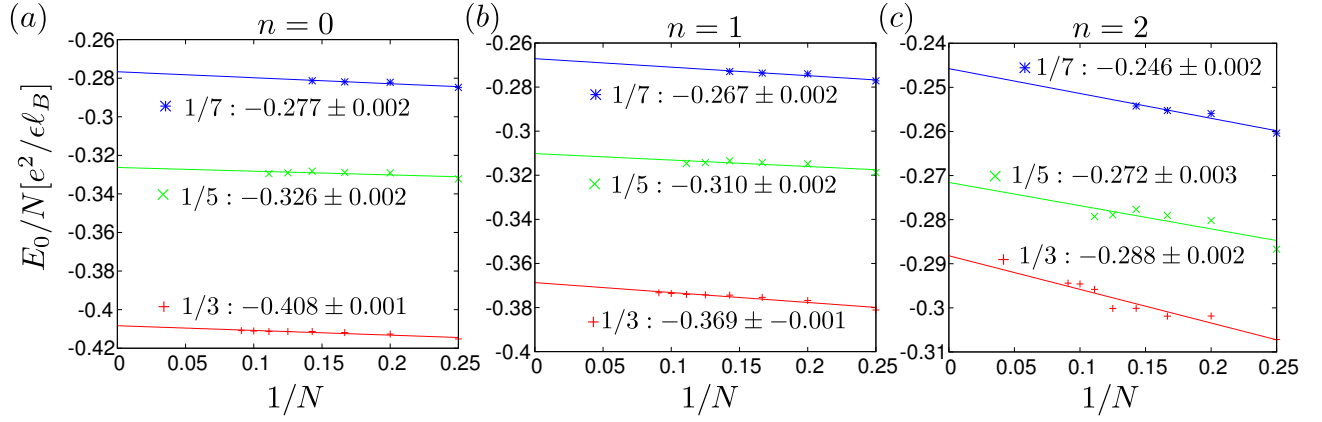 (a)
n = 0
E₀/N[e²/ϵℓ_B]
-0.26
-0.28
-0.3
-0.32
-0.34
-0.36
-0.38
-0.4
-0.42
1/7 : −0.277 ± 0.002
1/5 : −0.326 ± 0.002
1/3 : −0.408 ± 0.001
0 0.05 0.1 0.15 0.2 0.25
1/N
(b)
n = 1
-0.26
-0.28
-0.3
-0.32
-0.34
-0.36
-0.38
-0.4
1/7 : −0.267 ± 0.002
1/5 : −0.310 ± 0.002
1/3 : −0.369 ± −0.001
0 0.05 0.1 0.15 0.2 0.25
1/N
(c)
n = 2
-0.24
-0.25
-0.26
-0.27
-0.28
-0.29
-0.3
-0.31
1/7 : −0.246 ± 0.002
1/5 : −0.272 ± 0.003
1/3 : −0.288 ± 0.002
0 0.05 0.1 0.15 0.2 0.25
1/N